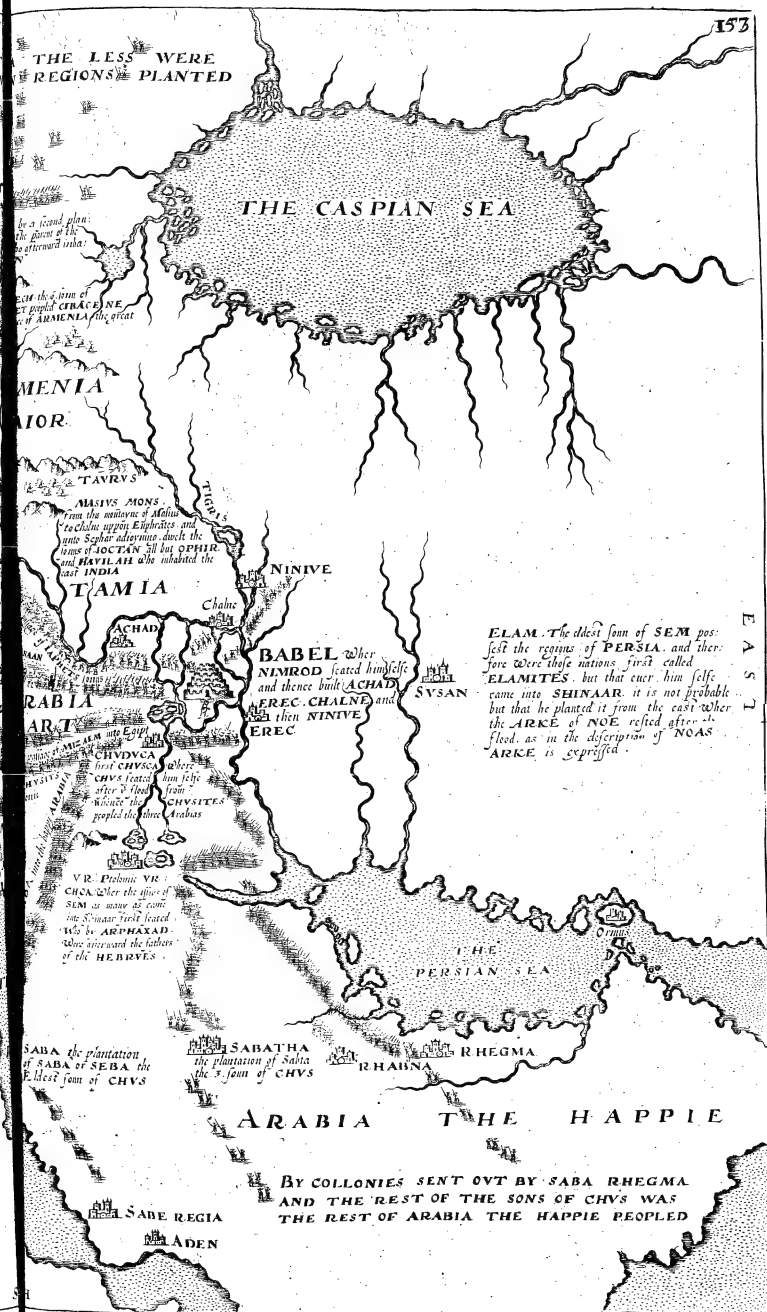 153
THE LESS WERE
REGIONS PLANTED
THE CASPIAN SEA
by a second plan:
the parent of the
afterward inha:
ECH the
sonn of
peopled
of ARMENIA the great
MENIA
IOR
TAVRVS
MASIVS MONS.
From the montayne of Masius
to Chalne uppon Euphrates and
unto Sephar adioyning dwelt the
sonns of IOCTAN all but OPHIR
and HAVILAH who inhabited the
east INDIA
TIGRIS
TAMIA
NINIVE
Chalne
ACHAD
BABEL Wher
NIMROD seated himselfe
and thence built ACHAD
EREC. CHALNE and
then NINIVE
EREC
SVSAN
ELAM. The eldest sonn of SEM pos:
sest the regions of PERSIA. and ther:
fore were those nations first called
ELAMITES. but that euer him selfe
came into SHINAAR it is not probable
but that he planted it from the east wher
the ARKE of NOE rested after
flood. as in the description of NOAS
ARKE is expressed.
EAST
RABIA
ART
MIZREM into Egipt
CHVDVCA
first CHVSCA Where
CHVS seated him selfe
after flood from
whence the CHVSITES
peopled the three Arabias
ARABIA
VR. Ptolomie VR:
CHOA. Wher the issues of
SEM as many as came
into Shinaar first seated
Who by ARPHAXAD
Were afterward the fathers
of the HEBRVES.
THE
PERSIAN SEA
Ormus
SABA the plantation
of SABA or SEBA the
Eldest sonn of CHVS
SABATHA
the plantation of Sabta
the 3. sonn of CHVS
RHABNA
RHEGMA
ARABIA THE HAPPIE
BY COLLONIES SENT OVT BY SABA RHEGMA
AND THE REST OF THE SONS OF CHVS WAS
THE REST OF ARABIA THE HAPPIE PEOPLED
SABE REGIA
ADEN